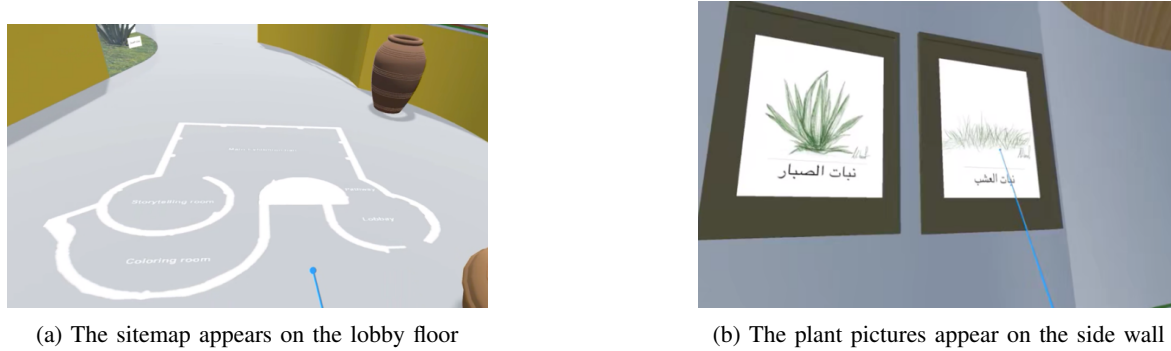 Storytelling room
Lobby
Coloring room
نبات الصبار
نبات العشب
(a) The sitemap appears on the lobby floor
(b) The plant pictures appear on the side wall